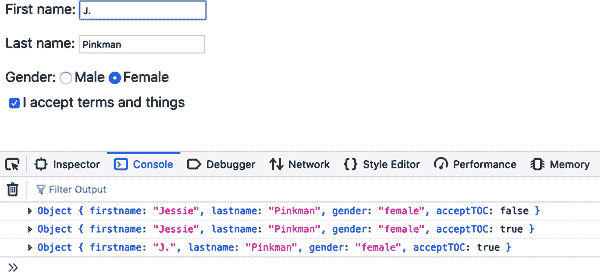 First name: J.
Last name: Pinkman
Gender: Male Female
I accept terms and things
Inspector Console Debugger Network Style Editor Performance Memory
Filter Output
Object { firstname: "Jessie", lastname: "Pinkman", gender: "female", acceptTOC: false }
Object { firstname: "Jessie", lastname: "Pinkman", gender: "female", acceptTOC: true }
Object { firstname: "J.", lastname: "Pinkman", gender: "female", acceptTOC: true }